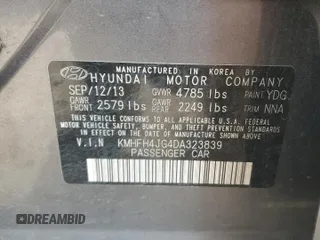 MANUFACTURED IN KOREA BY
HYUNDAI MOTOR COMPANY
SEP/12/13 GVWR 4785 lbs PAINT YDG
GAWR FRONT 2579 lbs GAWR REAR 2249 lbs TRIM NNA
THIS VEHICLE CONFORMS TO ALL APPLICABLE
FEDERAL MOTOR VEHICLE SAFETY, BUMPER, AND
THEFT PREVENTION STANDARDS IN EFFECT ON
THE DATE OF MANUFACTURE SHOWN ABOVE.
V.I.N KMHFH4JG4DA323839
PASSENGER CAR
DREAMBID